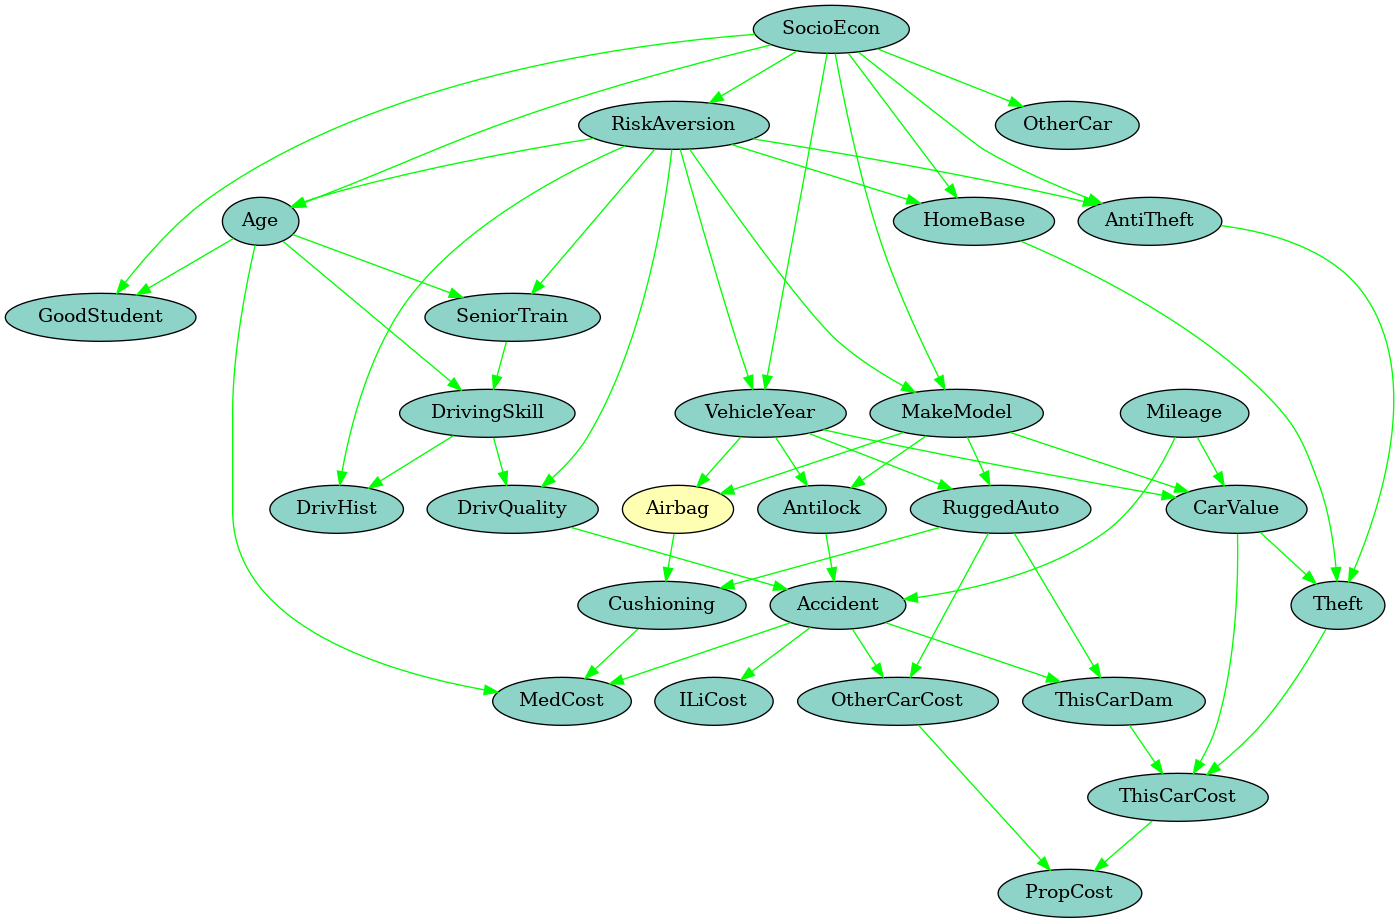 SocioEcon
RiskAversion
OtherCar
Age
HomeBase
AntiTheft
GoodStudent
SeniorTrain
DrivingSkill
VehicleYear
MakeModel
Mileage
DrivHist
DrivQuality
Airbag
Antilock
RuggedAuto
CarValue
Cushioning
Accident
Theft
MedCost
ILiCost
OtherCarCost
ThisCarDam
ThisCarCost
PropCost